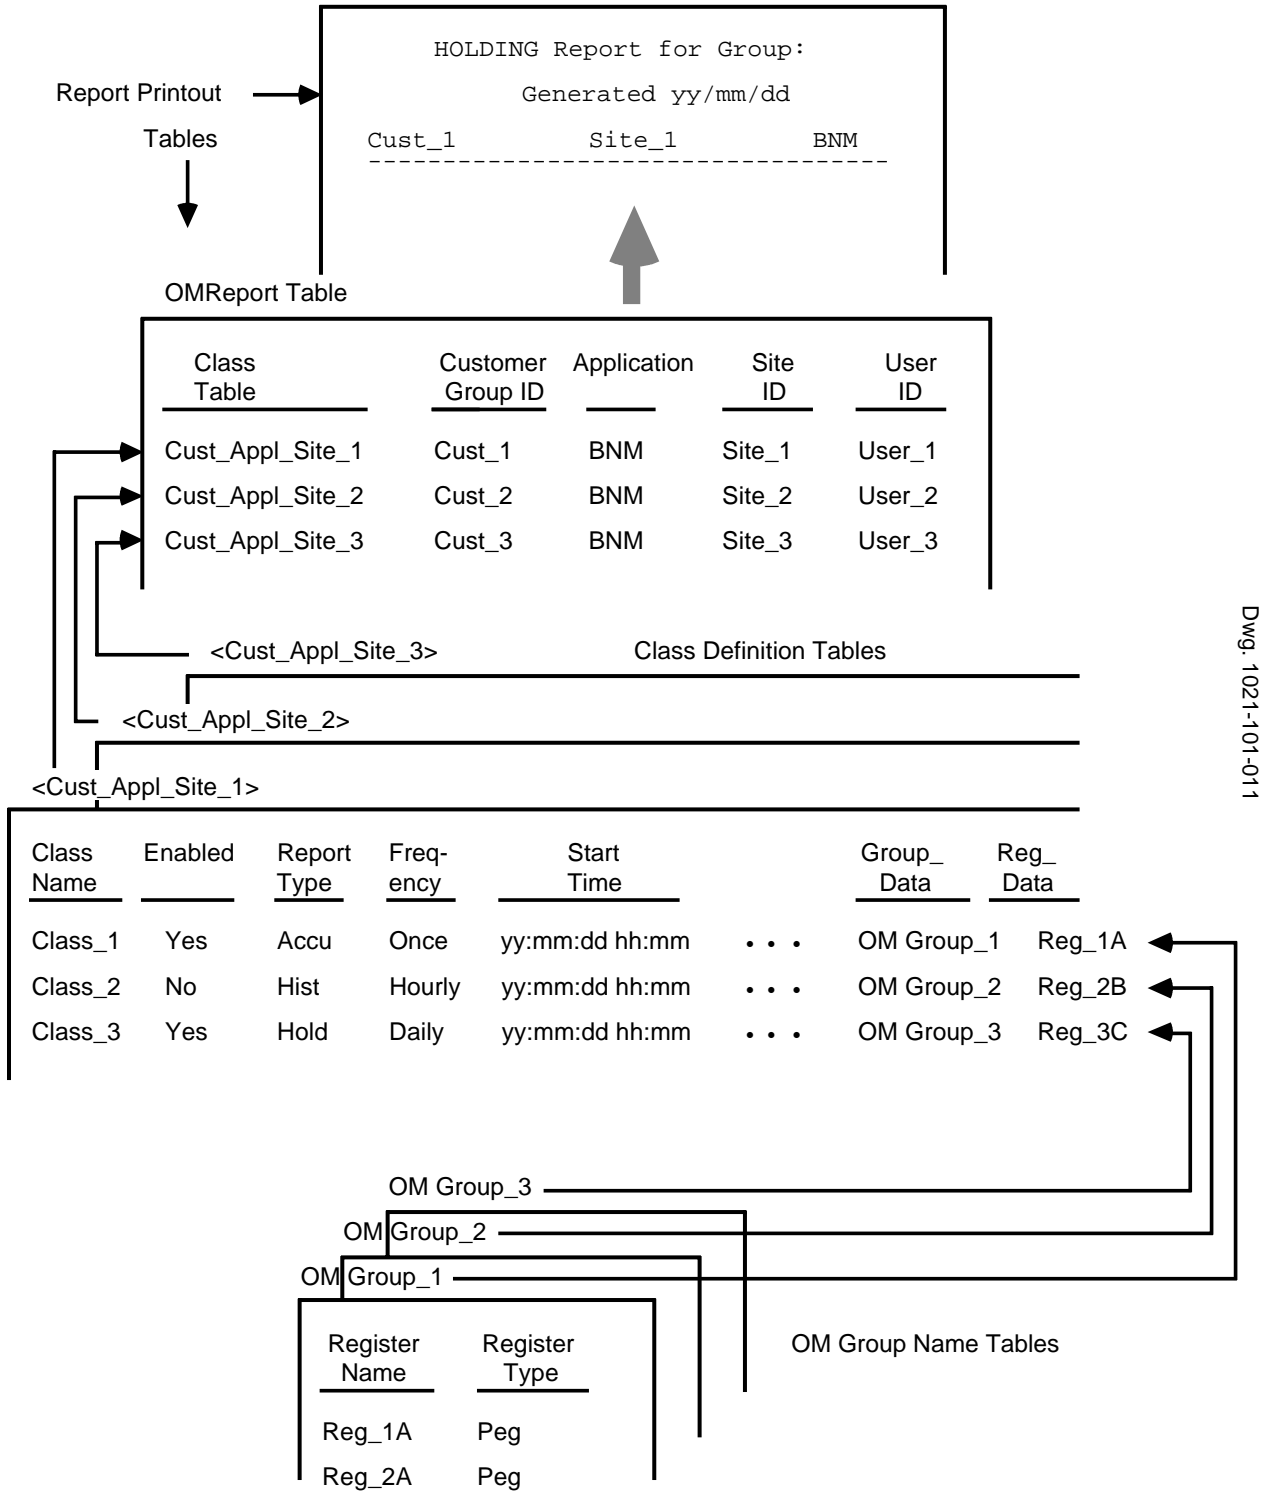 HOLDING Report for Group:
Report Printout
Generated yy/mm/dd
Tables
Cust_1 Site_1 BNM
-----------------------------------
OMReport Table
Class Customer Application Site User
Table Group ID ID ID
Cust_Appl_Site_1 Cust_1 BNM Site_1 User_1
Cust_Appl_Site_2 Cust_2 BNM Site_2 User_2
Cust_Appl_Site_3 Cust_3 BNM Site_3 User_3
<Cust_Appl_Site_3> Class Definition Tables
<Cust_Appl_Site_2>
<Cust_Appl_Site_1>
Class Enabled Report Freq- Start Group_ Reg_
Name Type ency Time Data Data
Class_1 Yes Accu Once yy:mm:dd hh:mm • • • OM Group_1 Reg_1A
Class_2 No Hist Hourly yy:mm:dd hh:mm • • • OM Group_2 Reg_2B
Class_3 Yes Hold Daily yy:mm:dd hh:mm • • • OM Group_3 Reg_3C
OM Group_3
OM Group_2
OM Group_1
Register Register
Name Type
OM Group Name Tables
Reg_1A Peg
Reg_2A Peg
Dwg. 1021-101-011